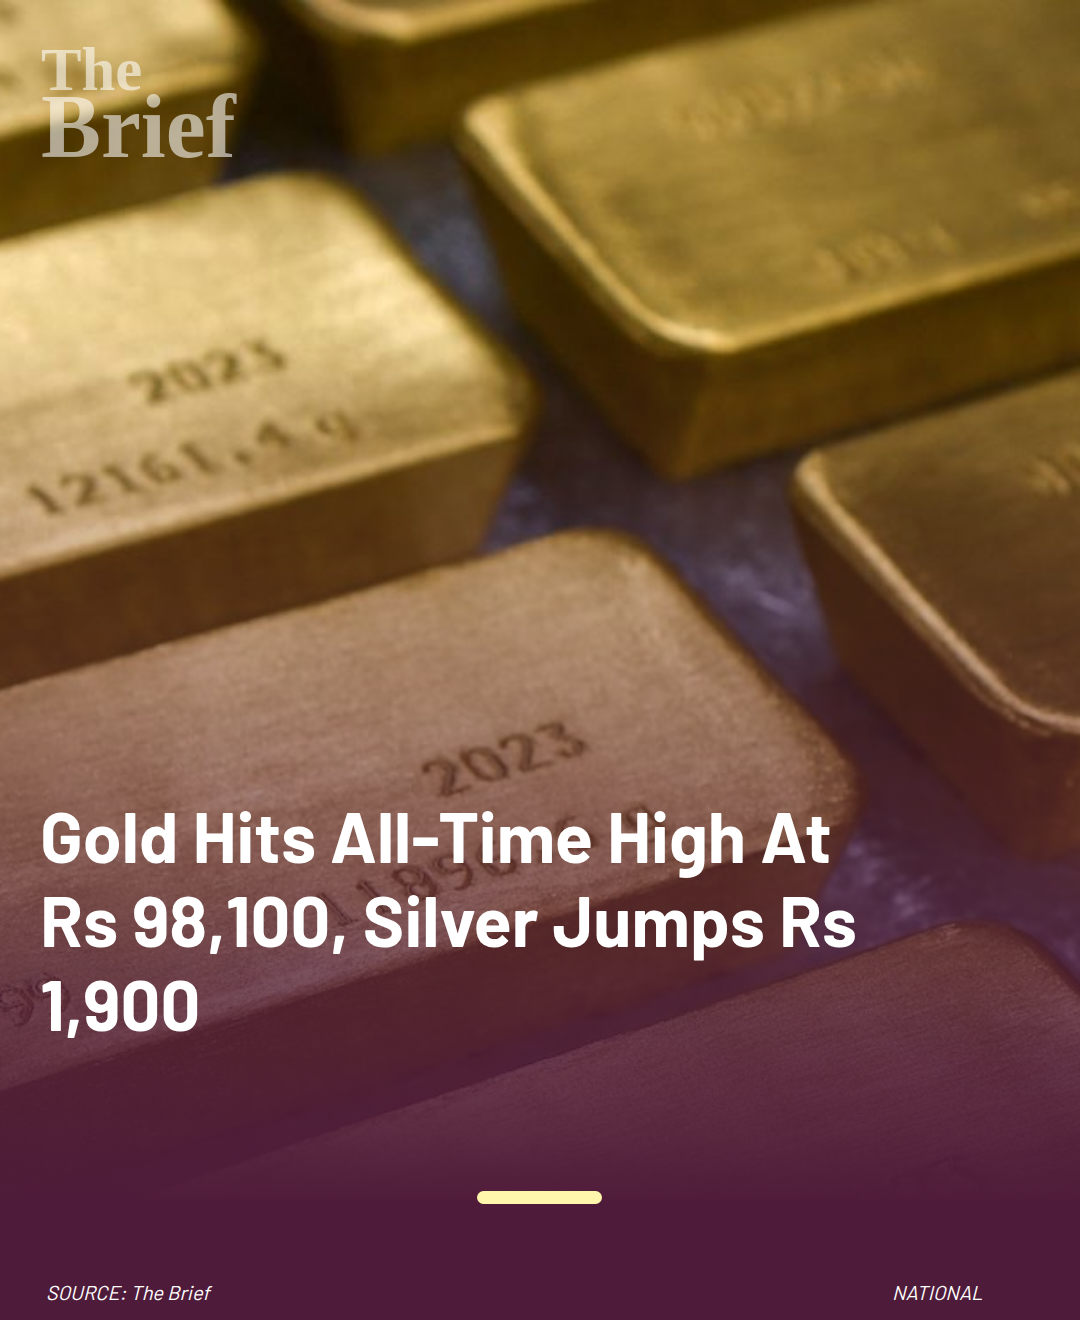 The
Brief
2023
12161,4 g
2023
Gold Hits All-Time High At
Rs 98,100, Silver Jumps Rs
1,900
SOURCE: The Brief
NATIONAL